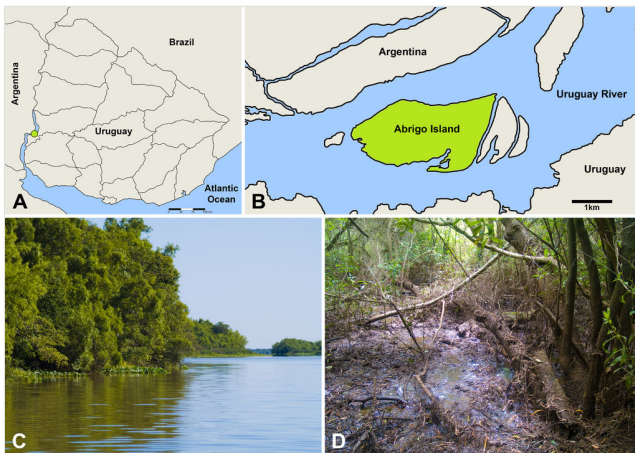 Brazil
Argentina
Uruguay
Atlantic
Ocean
A
Argentina
Uruguay River
Abrigo Island
Uruguay
1km
B
C
D